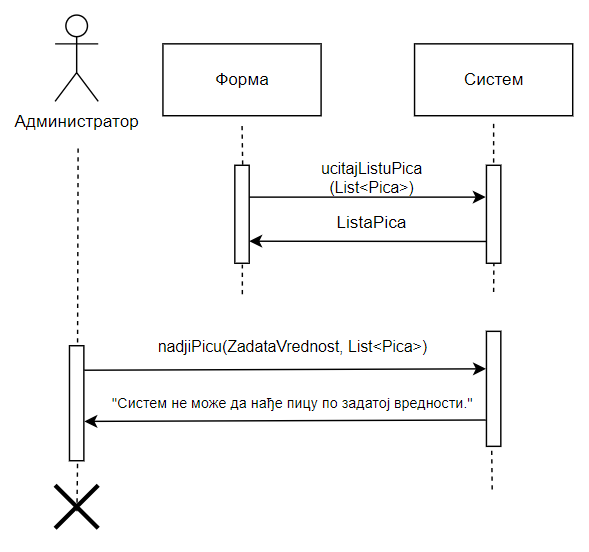 Форма
Систем
Администратор
ucitajListuPica
(List<Pica>)
ListaPica
nadjiPicu(ZadataVrednost, List<Pica>)
"Систем не може да нађе пицу по задатој вредности."